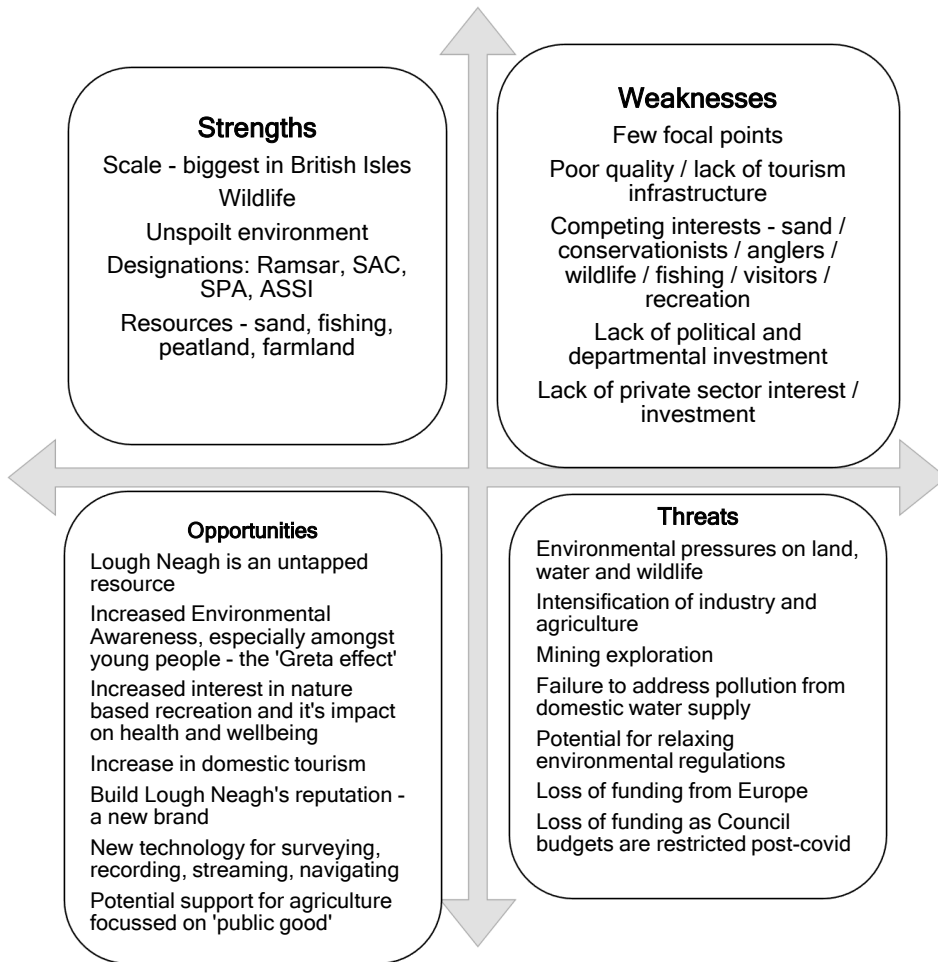 Strengths
Scale - biggest in British Isles
Wildlife
Unspoilt environment
Designations: Ramsar, SAC,
SPA, ASSI
Resources - sand, fishing,
peatland, farmland
Weaknesses
Few focal points
Poor quality / lack of tourism
infrastructure
Competing interests - sand /
conservationists / anglers /
wildlife / fishing / visitors /
recreation
Lack of political and
departmental investment
Lack of private sector interest /
investment
Opportunities
Lough Neagh is an untapped
resource
Increased Environmental
Awareness, especially amongst
young people - the 'Greta effect'
Increased interest in nature
based recreation and it's impact
on health and wellbeing
Increase in domestic tourism
Build Lough Neagh's reputation -
a new brand
New technology for surveying,
recording, streaming, navigating
Potential support for agriculture
focussed on 'public good'
Threats
Environmental pressures on land,
water and wildlife
Intensification of industry and
agriculture
Mining exploration
Failure to address pollution from
domestic water supply
Potential for relaxing
environmental regulations
Loss of funding from Europe
Loss of funding as Council
budgets are restricted post-covid